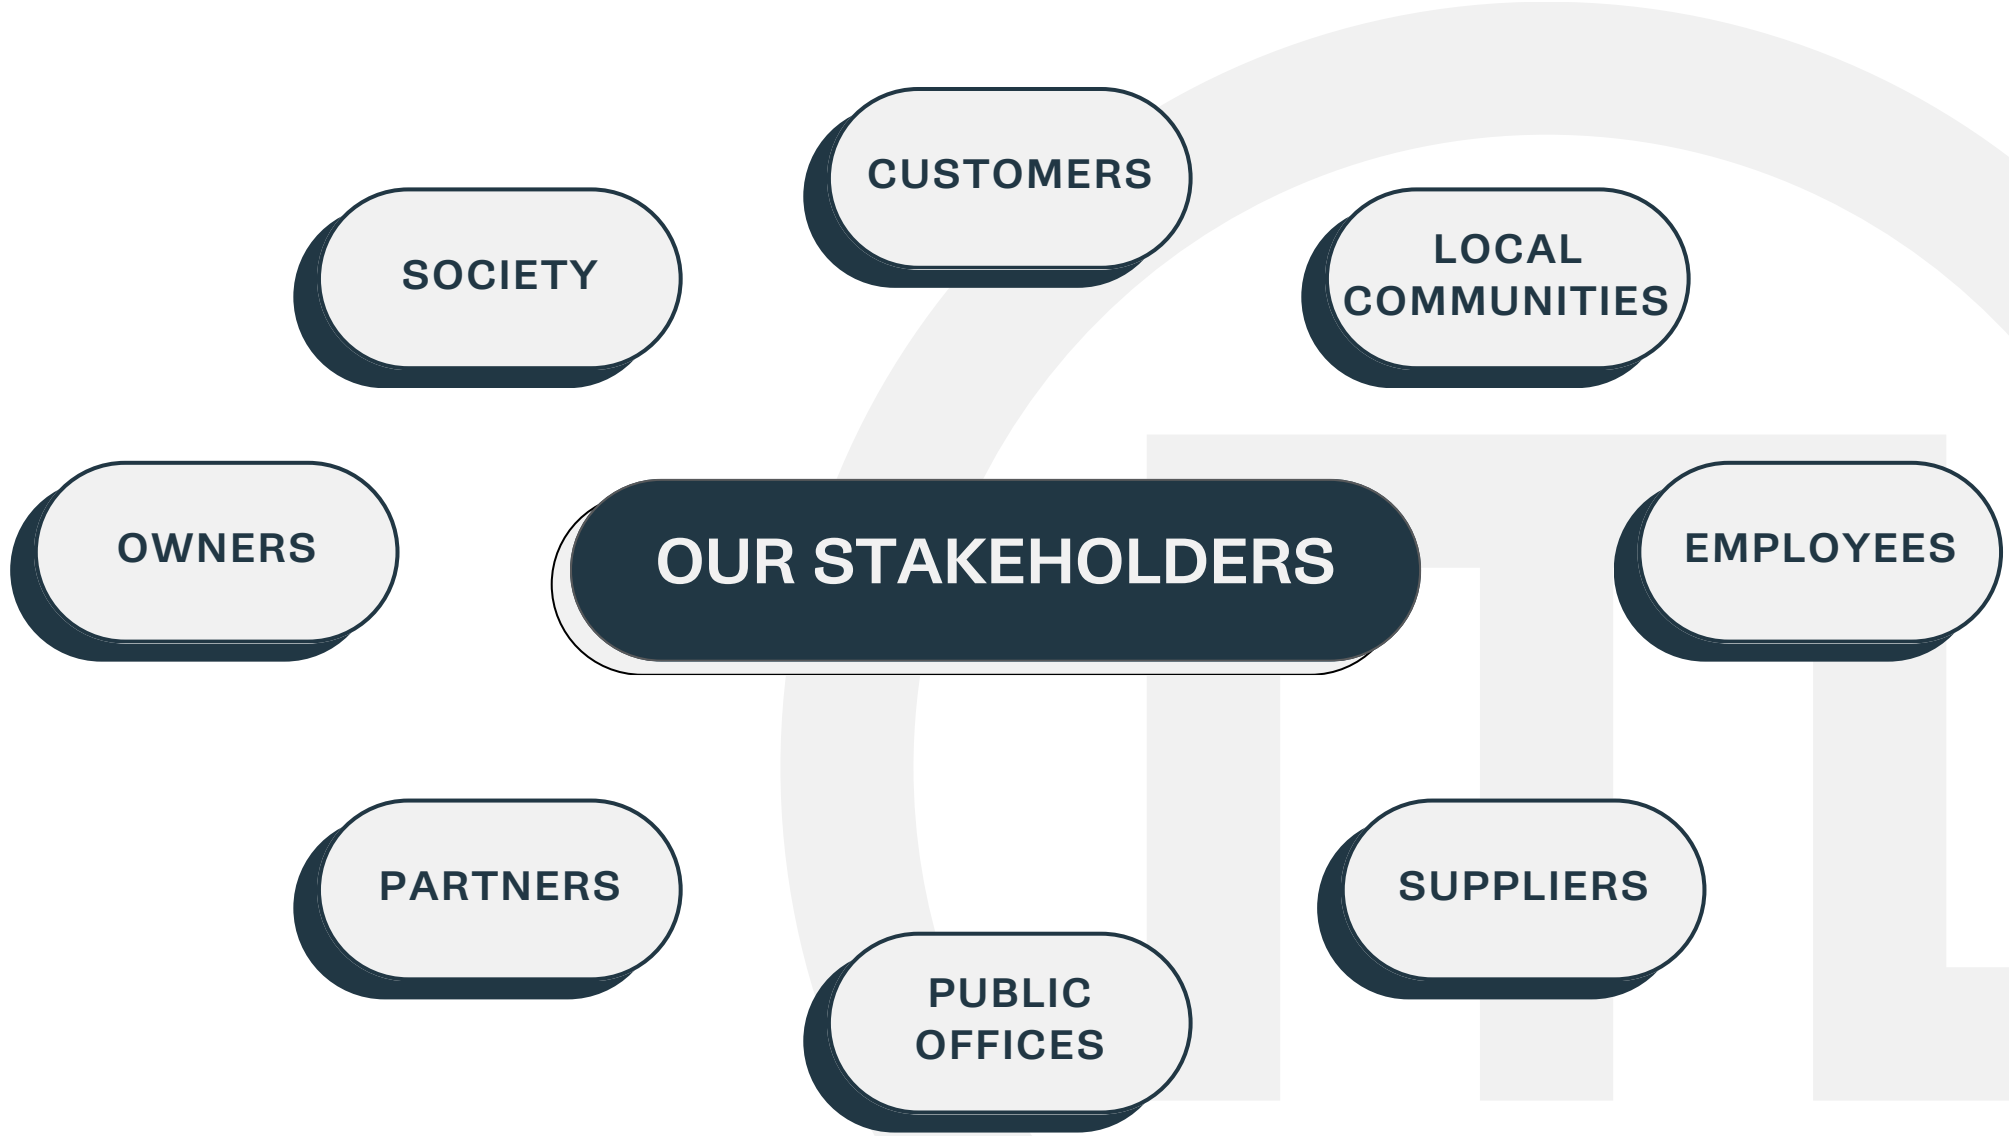 CUSTOMERS
SOCIETY
LOCAL
COMMUNITIES
OWNERS
OUR STAKEHOLDERS
EMPLOYEES
PARTNERS
SUPPLIERS
PUBLIC
OFFICES